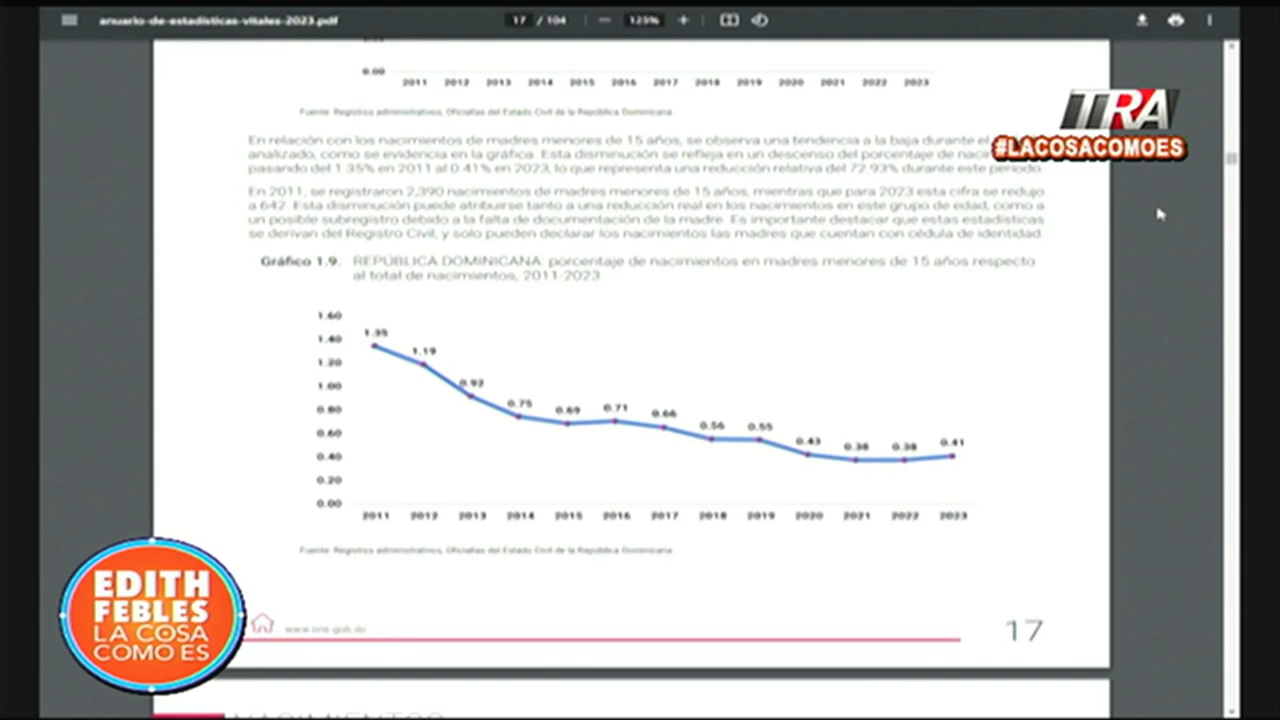 anuario-de-estadisticas-vitales-2023.pdf
17 / 104
125%
0.00
2011 2012 2013 2014 2015 2016 2017 2018 2019 2020 2021 2022 2023
Fuente: Registros administrativos, Oficialías del Estado Civil de la República Dominicana.
TRA
#LACOSACOMOES
En relación con los nacimientos de madres menores de 15 años, se observa una tendencia a la baja durante el
analizado, como se evidencia en la gráfica. Esta disminución se refleja en un descenso del porcentaje de naci
pasando del 1.35% en 2011 al 0.41% en 2023, lo que representa una reducción relativa del 72.93% durante este periodo.
En 2011, se registraron 2,390 nacimientos de madres menores de 15 años, mientras que para 2023 esta cifra se redujo
a 642. Esta disminución puede atribuirse tanto a una reducción real en los nacimientos en este grupo de edad, como a
un posible subregistro debido a la falta de documentación de la madre. Es importante destacar que estas estadísticas
se derivan del Registro Civil, y solo pueden declarar los nacimientos las madres que cuentan con cédula de identidad.
Gráfico 1.9. REPÚBLICA DOMINICANA: porcentaje de nacimientos en madres menores de 15 años respecto
al total de nacimientos, 2011-2023
1.60
1.40
1.20
1.00
0.80
0.60
0.40
0.20
0.00
1.35 1.19 0.92 0.75 0.69 0.71 0.66 0.56 0.55 0.43 0.38 0.38 0.41
2011 2012 2013 2014 2015 2016 2017 2018 2019 2020 2021 2022 2023
Fuente: Registros administrativos, Oficialías del Estado Civil de la República Dominicana.
www.one.gob.do
17
EDITH
FEBLES
LA COSA
COMO ES
NACIMIENTOS